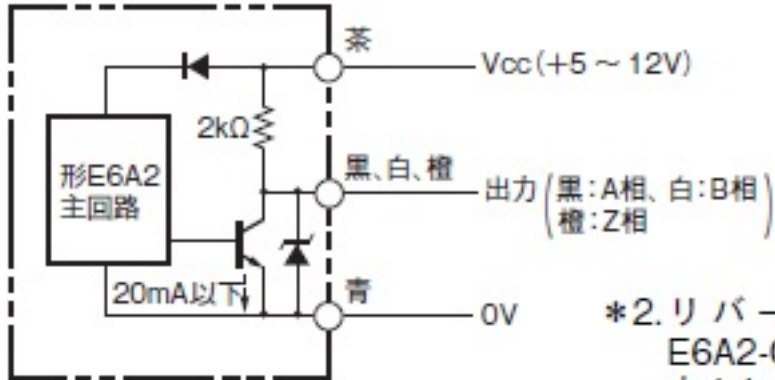 茶
Vcc(+5 ～ 12V)
2kΩ
黒、白、橙
形E6A2
主回路
出力(黒:A相、白:B相
橙:Z相)
20mA以下
青
0V
*2.リバー
E6A2-